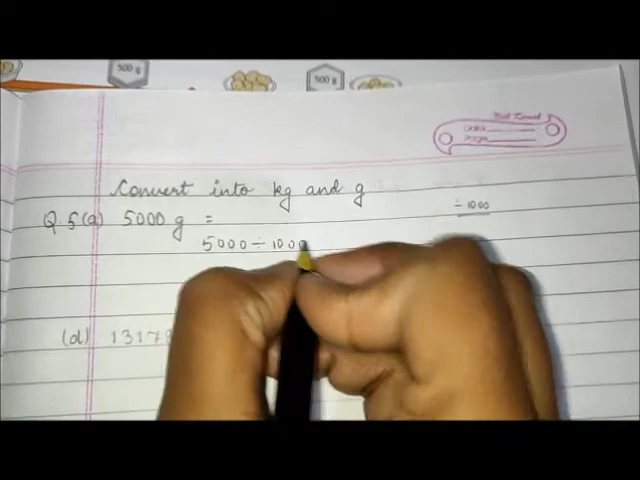 500 g
500 g
Convert into kg and g
÷ 1000
Q.5(a) 5000 g =
5000 ÷ 1000
(d) 1317